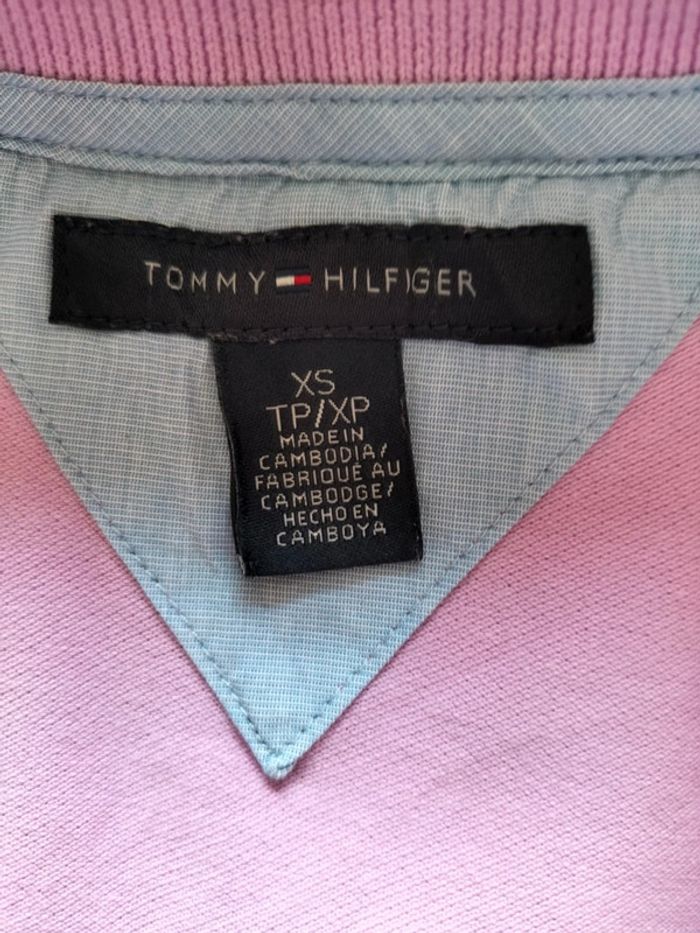 TOMMY HILFIGER
XS
TP/XP
MADE IN
CAMBODIA/
FABRIQUÉ AU
CAMBODGE/
HECHO EN
CAMBOYA